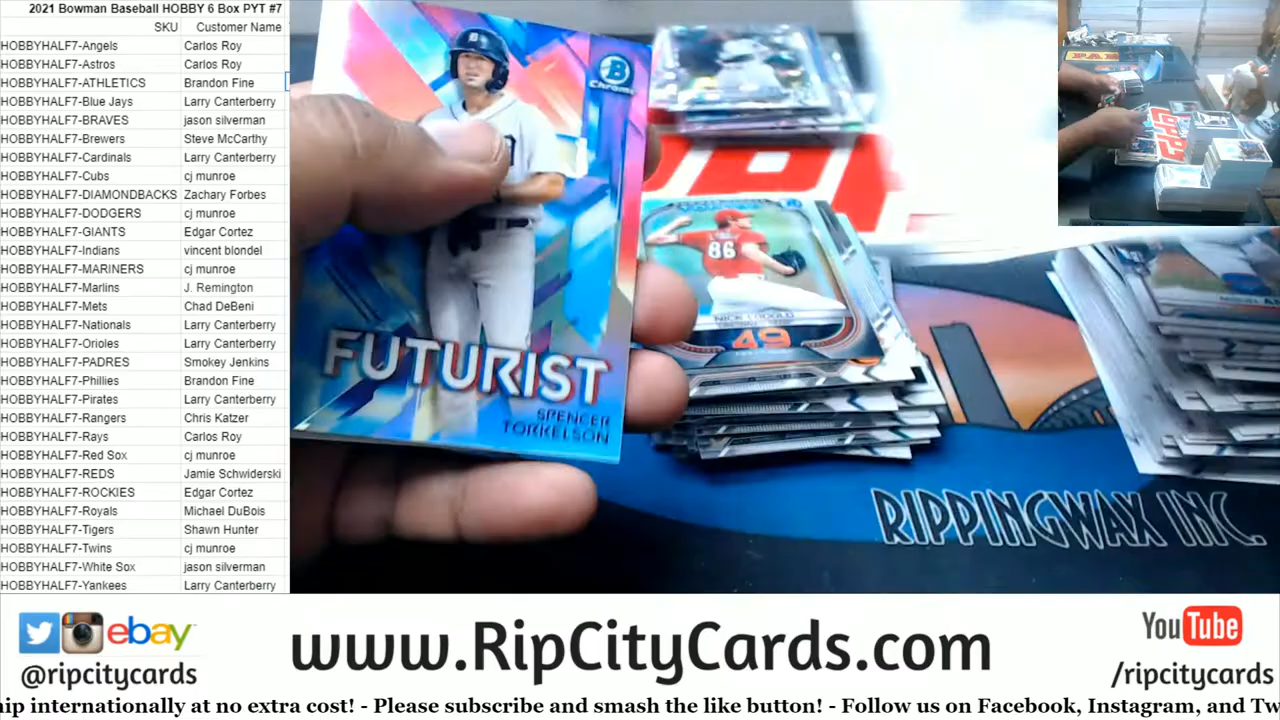 2021 Bowman Baseball HOBBY 6 Box PYT #7
SKU Customer Name
HOBBYHALF7-Angels Carlos Roy
HOBBYHALF7-Astros Carlos Roy
HOBBYHALF7-ATHLETICS Brandon Fine
HOBBYHALF7-Blue Jays Larry Canterberry
HOBBYHALF7-BRAVES jason silverman
HOBBYHALF7-Brewers Steve McCarthy
HOBBYHALF7-Cardinals Larry Canterberry
HOBBYHALF7-Cubs cj munroe
HOBBYHALF7-DIAMONDBACKS Zachary Forbes
HOBBYHALF7-DODGERS cj munroe
HOBBYHALF7-GIANTS Edgar Cortez
HOBBYHALF7-Indians vincent blondel
HOBBYHALF7-MARINERS cj munroe
HOBBYHALF7-Marlins J. Remington
HOBBYHALF7-Mets Chad DeBeni
HOBBYHALF7-Nationals Larry Canterberry
HOBBYHALF7-Orioles Larry Canterberry
HOBBYHALF7-PADRES Smokey Jenkins
HOBBYHALF7-Phillies Brandon Fine
HOBBYHALF7-Pirates Larry Canterberry
HOBBYHALF7-Rangers Chris Katzer
HOBBYHALF7-Rays Carlos Roy
HOBBYHALF7-Red Sox cj munroe
HOBBYHALF7-REDS Jamie Schwiderski
HOBBYHALF7-ROCKIES Edgar Cortez
HOBBYHALF7-Royals Michael DuBois
HOBBYHALF7-Tigers Shawn Hunter
HOBBYHALF7-Twins cj munroe
HOBBYHALF7-White Sox jason silverman
HOBBYHALF7-Yankees Larry Canterberry
B
Chrome
FUTURIST
SPENCER
TORKELSON
86
49
topps
RIPPINGWAX INC.
ebay
@ripcitycards
www.RipCityCards.com
YouTube
/ripcitycards
ip internationally at no extra cost! - Please subscribe and smash the like button! - Follow us on Facebook, Instagram, and Tw